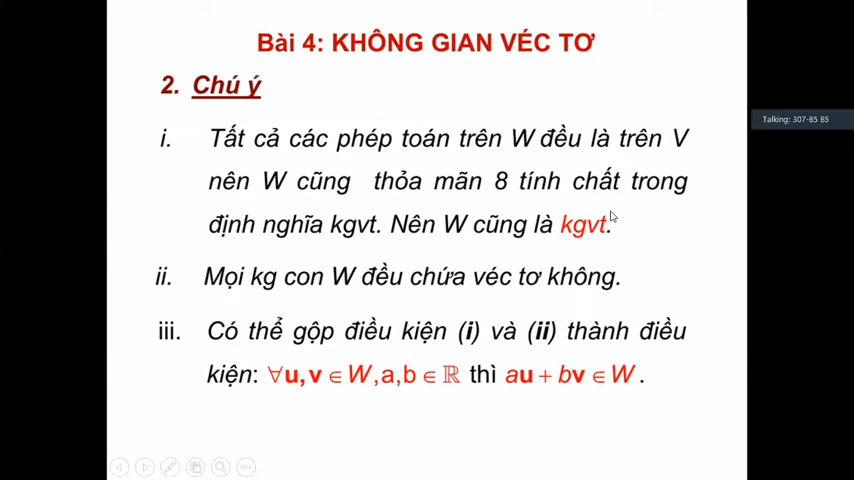 Bài 4: KHÔNG GIAN VÉC TƠ
2. Chú ý
i. Tất cả các phép toán trên W đều là trên V
nên W cũng thỏa mãn 8 tính chất trong
định nghĩa kgvt. Nên W cũng là kgvt.
Talking: 307-B5 B5
ii. Mọi kg con W đều chứa véc tơ không.
iii. Có thể gộp điều kiện (i) và (ii) thành điều
kiện: ∀u,v ∈ W,a,b ∈ ℝ thì au + bv ∈ W .